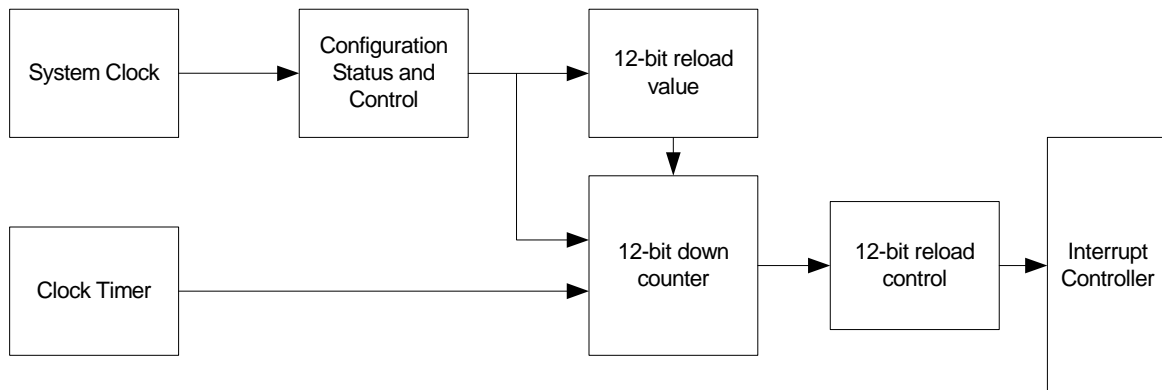 System Clock
Configuration
Status and
Control
12-bit reload
value
Clock Timer
12-bit down
counter
12-bit reload
control
Interrupt
Controller